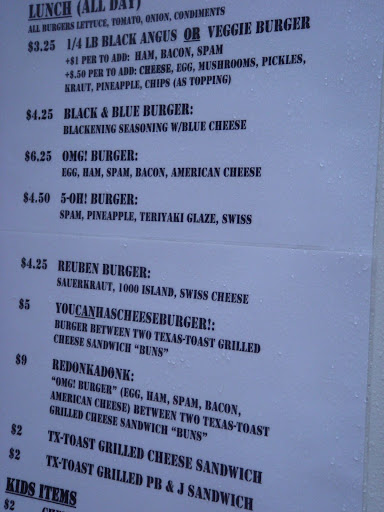 LUNCH (ALL DAY)
ALL BURGERS LETTUCE, TOMATO, ONION, CONDIMENTS
$3.25 1/4 LB BLACK ANGUS OR VEGGIE BURGER
+$1 PER TO ADD: HAM, BACON, SPAM
+$.50 PER TO ADD: CHEESE, EGG, MUSHROOMS, PICKLES,
KRAUT, PINEAPPLE, CHIPS (AS TOPPING)
$4.25 BLACK & BLUE BURGER:
BLACKENING SEASONING W/BLUE CHEESE
$6.25 OMG! BURGER:
EGG, HAM, SPAM, BACON, AMERICAN CHEESE
$4.50 5-OH! BURGER:
SPAM, PINEAPPLE, TERIYAKI GLAZE, SWISS
$4.25 REUBEN BURGER:
SAUERKRAUT, 1000 ISLAND, SWISS CHEESE
$5 YOUCANHASCHEESEBURGER!:
BURGER BETWEEN TWO TEXAS-TOAST GRILLED
CHEESE SANDWICH "BUNS"
$9 REDONKADONK:
"OMG! BURGER" (EGG, HAM, SPAM, BACON,
AMERICAN CHEESE) BETWEEN TWO TEXAS-TOAST
GRILLED CHEESE SANDWICH "BUNS"
$2 TX-TOAST GRILLED CHEESE SANDWICH
$2 TX-TOAST GRILLED PB & J SANDWICH
KIDS ITEMS
$2